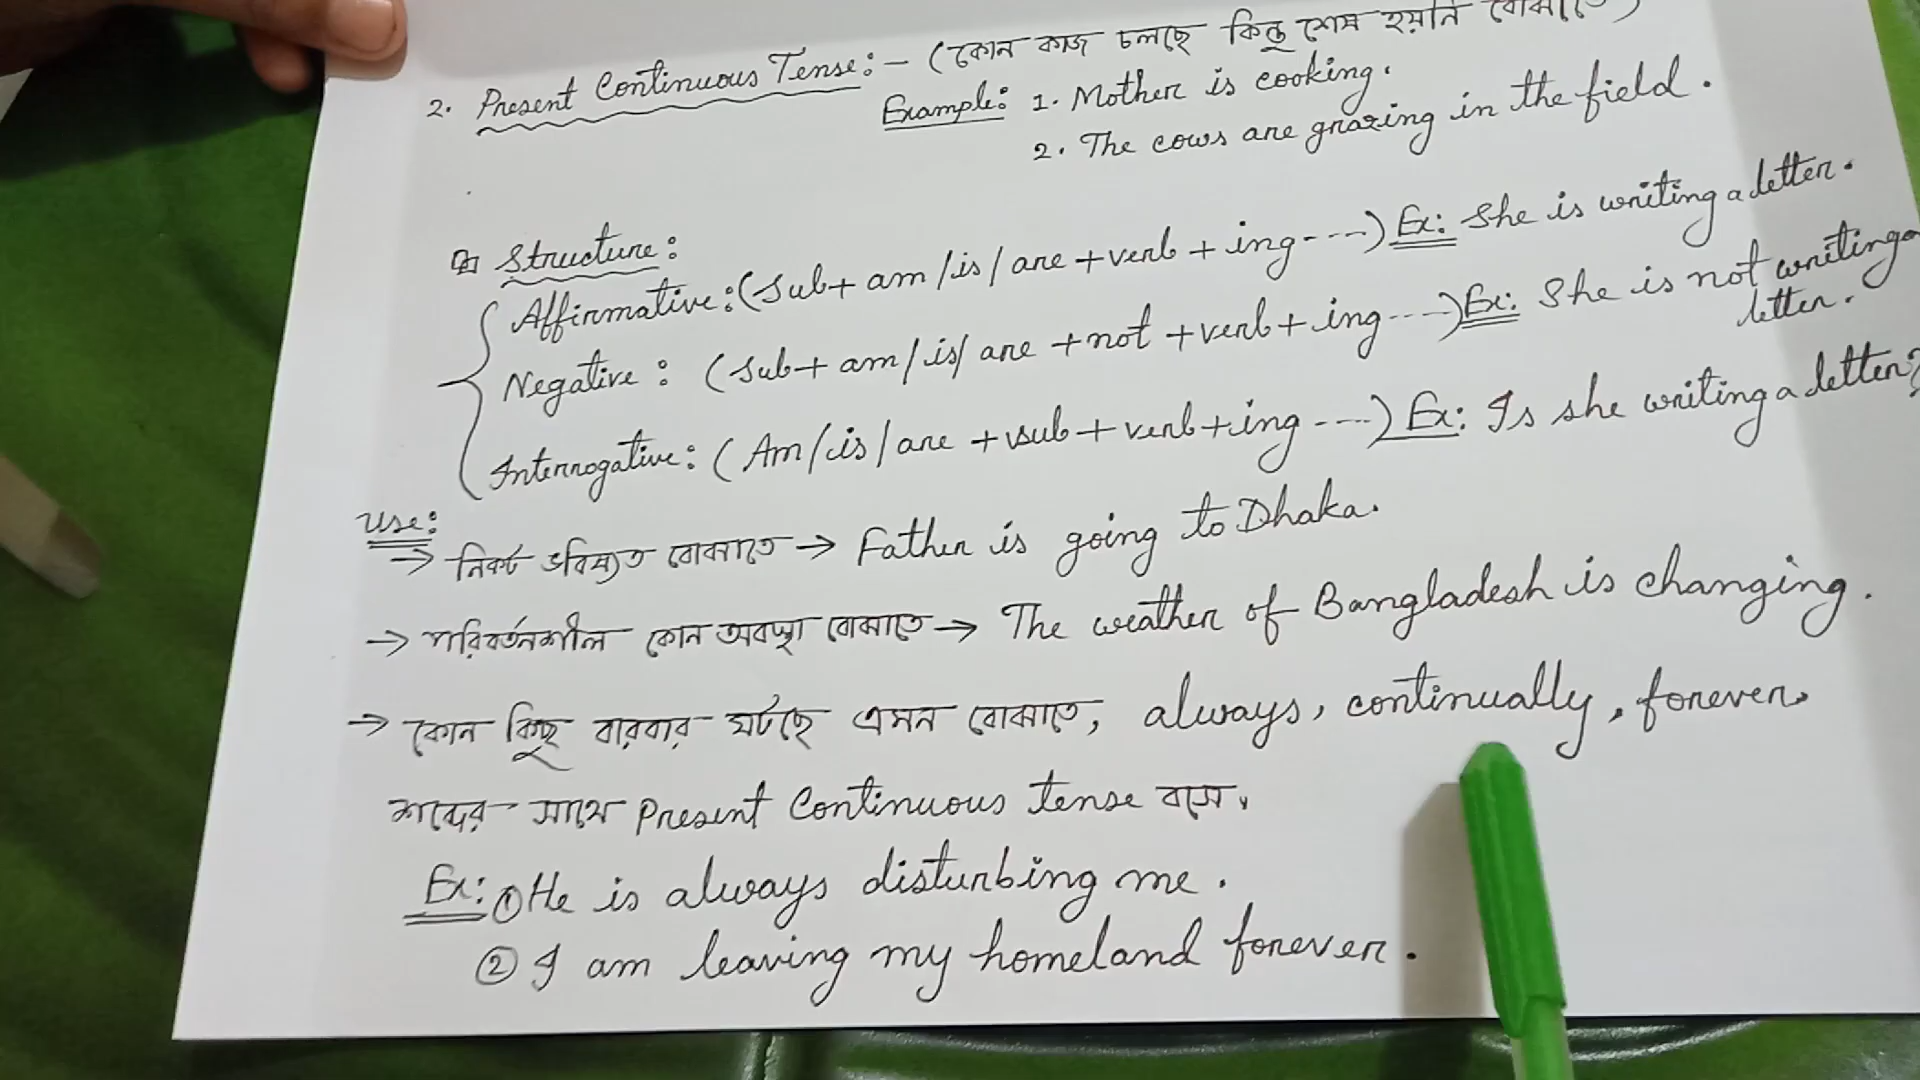 2. Present Continuous Tense:- (কোন কাজ চলছে কিন্তু শেষ হয়নি বোঝাতে)
Example: 1. Mother is cooking.
2. The cows are grazing in the field.
Structure:
Affirmative: (Sub + am/is/are + verb + ing----) Ex: She is writing a letter.
Negative: (Sub + am/is/are + not + verb + ing----) Ex: She is not writing a
letter.
Interrogative: (Am/is/are + sub + verb + ing----) Ex: Is she writing a letter?
Use:
→ নিকট ভবিষ্যত বোঝাতে → Father is going to Dhaka.
→ পরিবর্তনশীল কোন অবস্থা বোঝাতে → The weather of Bangladesh is changing.
→ কোন কিছু বারবার ঘটছে এমন বোঝাতে, always, continually, forever
শব্দের সাথে Present Continuous tense বসে,
Ex: ① He is always disturbing me.
② I am leaving my homeland forever.